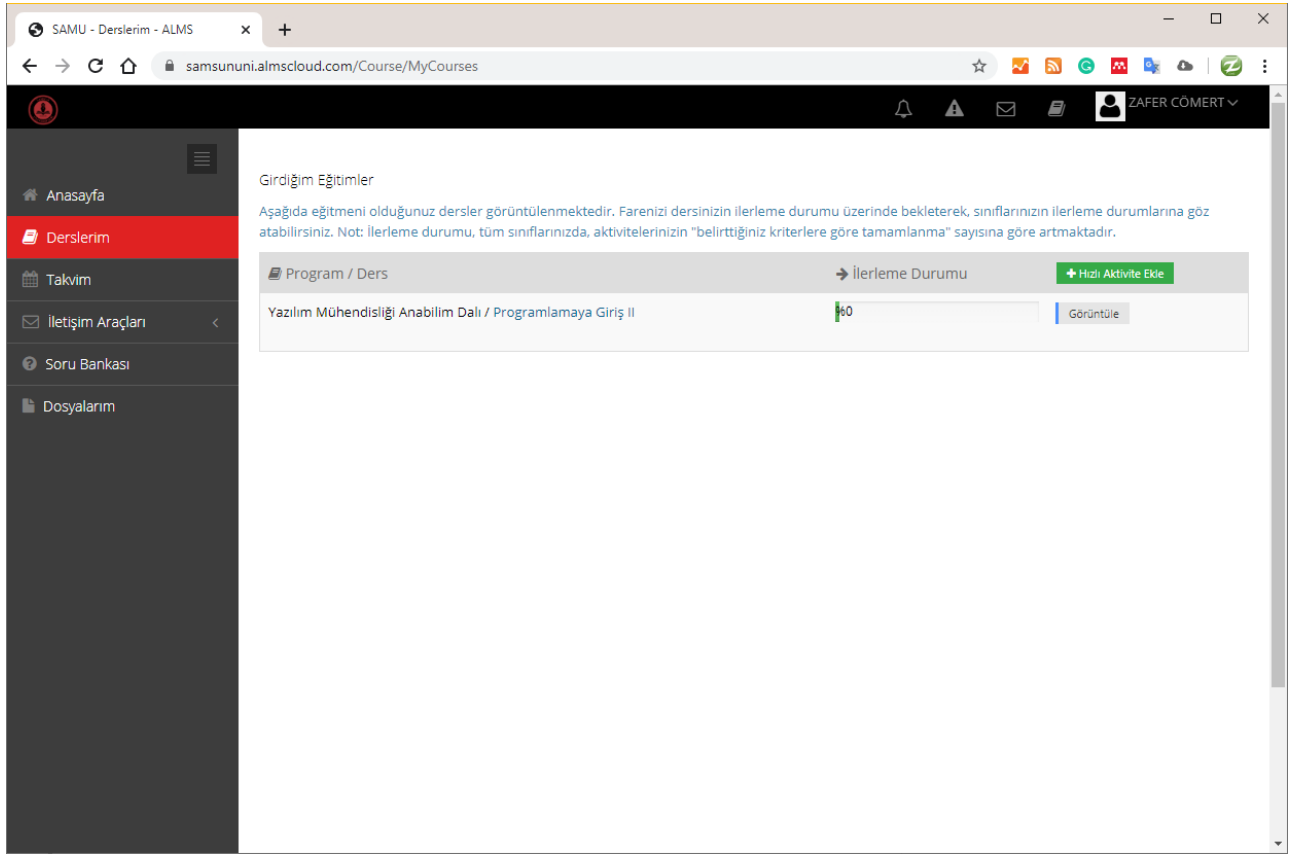 SAMU - Derslerim - ALMS
samsununi.almscloud.com/Course/MyCourses
ZAFER CÖMERT
Anasayfa
Derslerim
Takvim
İletişim Araçları
Soru Bankası
Dosyalarım
Girdiğim Eğitimler
Aşağıda eğitmeni olduğunuz dersler görüntülenmektedir. Farenizi dersinizin ilerleme durumu üzerinde bekleterek, sınıflarınızın ilerleme durumlarına göz
atabilirsiniz. Not: İlerleme durumu, tüm sınıflarınızda, aktivitelerinizin "belirttiğiniz kriterlere göre tamamlanma" sayısına göre artmaktadır.
Program / Ders İlerleme Durumu Hızlı Aktivite Ekle
Yazılım Mühendisliği Anabilim Dalı / Programlamaya Giriş II %0 Görüntüle